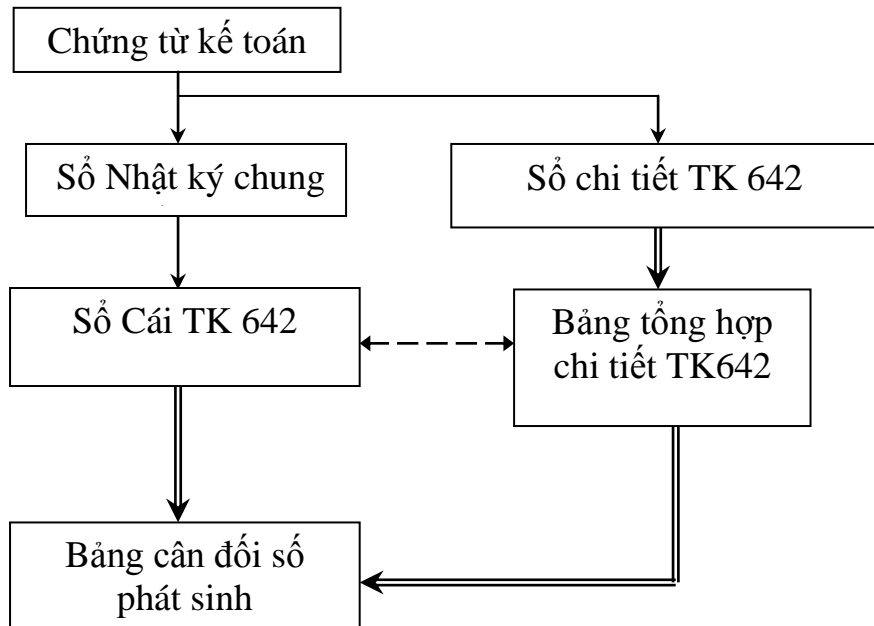 Chứng từ kế toán
Sổ Nhật ký chung
Sổ chi tiết TK 642
Sổ Cái TK 642
Bảng tổng hợp
chi tiết TK642
Bảng cân đối số
phát sinh